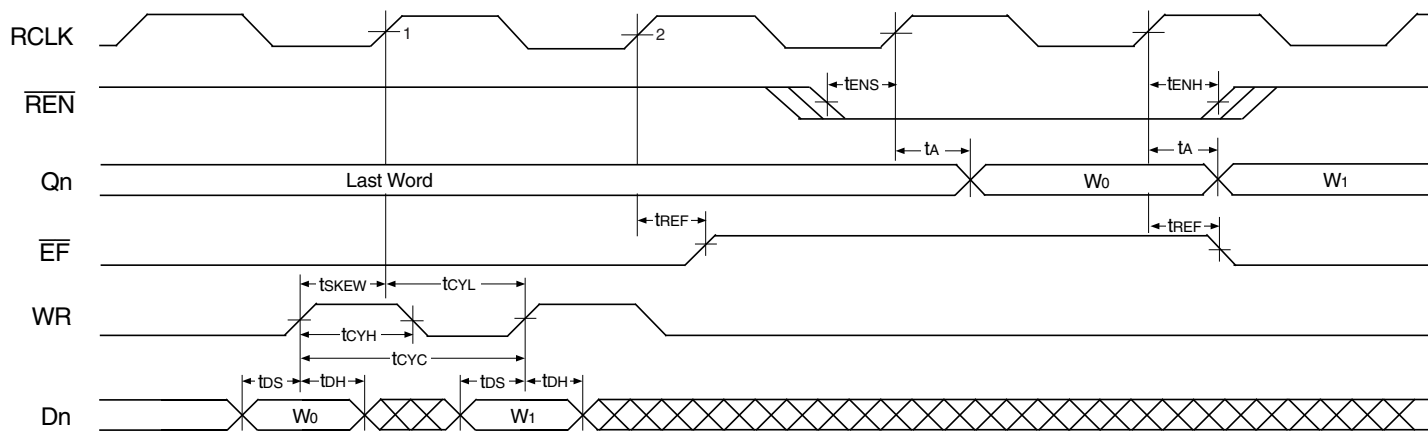 RCLK 1 2
REN tENS tENH
Qn Last Word tA W0 tA W1
EF tREF tREF
WR tSKEW tCYL
tCYH
tCYC
Dn tDS tDH W0 tDS tDH W1